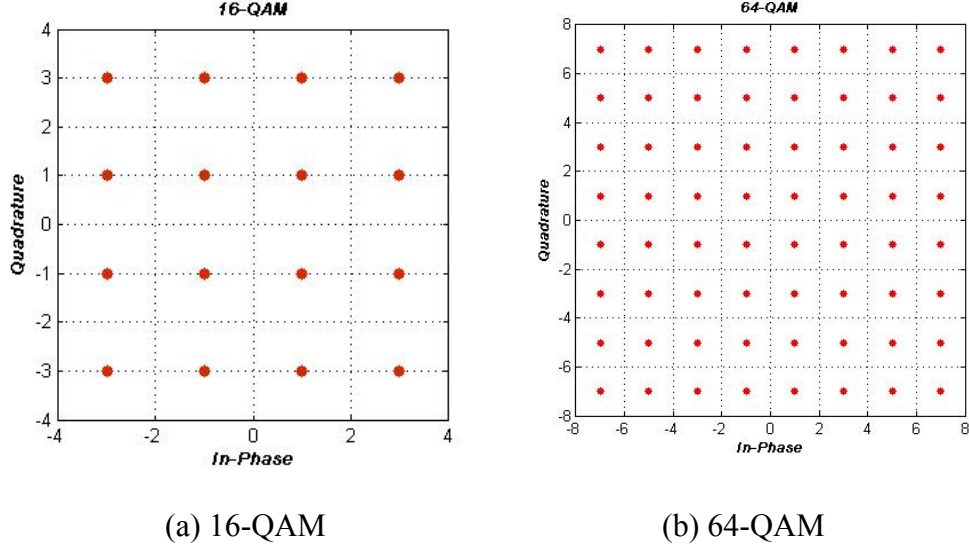 16-QAM
4
3
2
1
0
-1
-2
-3
-4
-4 -2 0 2 4
Quadrature
In-Phase
(a) 16-QAM
64-QAM
8
6
4
2
0
-2
-4
-6
-8
-8 -6 -4 -2 0 2 4 6 8
Quadrature
In-Phase
(b) 64-QAM